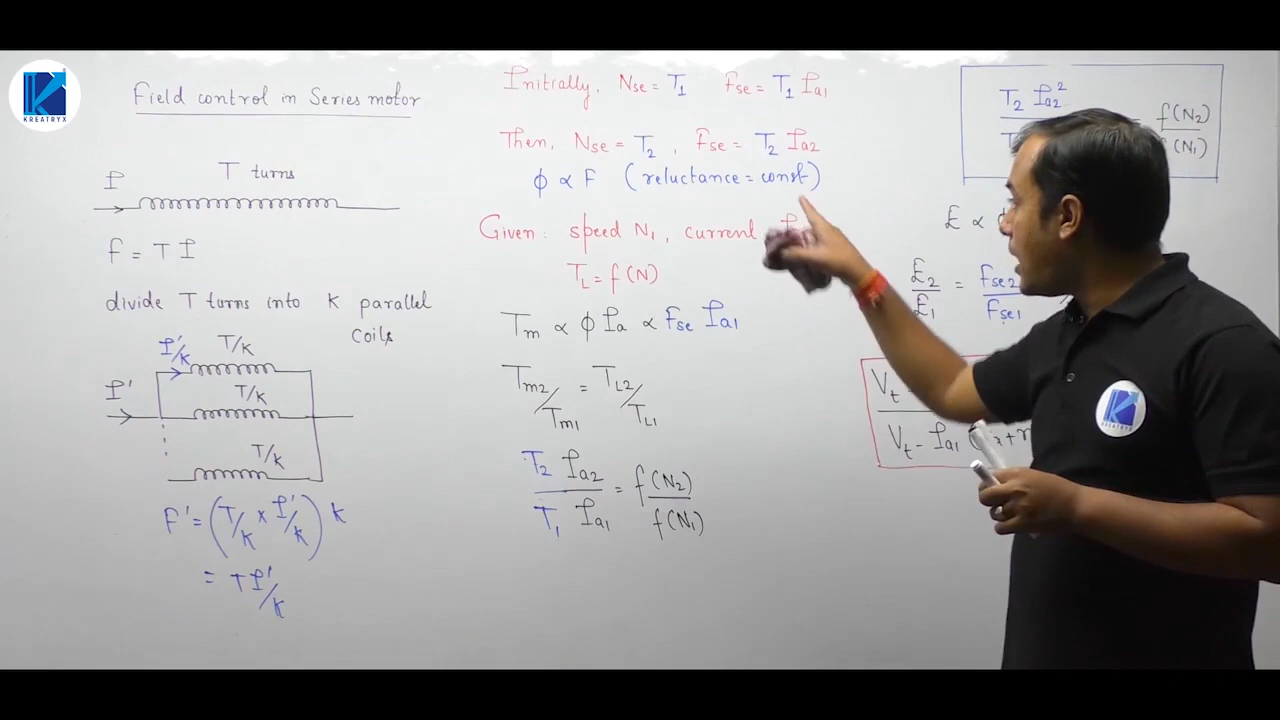 KREATRYX
Field control in Series motor
T turns
I
f = T I
divide T turns into K parallel
coils
I'/K T/K
I'
T/K
T/K
F' = (T/K × I'/K) K
= T I'/K
Initially, Nse = T1 Fse = T1 Ia1
Then, Nse = T2 , Fse = T2 Ia2
φ ∝ F (reluctance = const)
Given: speed N1 , current
TL = f(N)
Tm ∝ φ Ia ∝ Fse Ia1
Tm2/Tm1 = TL2/TL1
T2 Ia2 / T1 Ia1 = f(N2) / f(N1)
T2 Ia2² f(N2)
f(N1)
E ∝
E2/E1 = Fse2/Fse1
Vt
Vt - Ia1